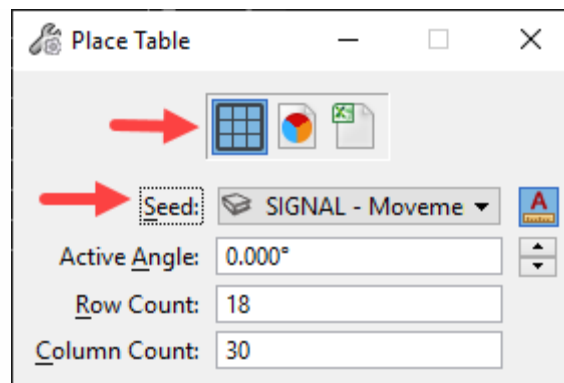 Place Table
Seed: SIGNAL - Moveme
Active Angle: 0.000°
Row Count: 18
Column Count: 30